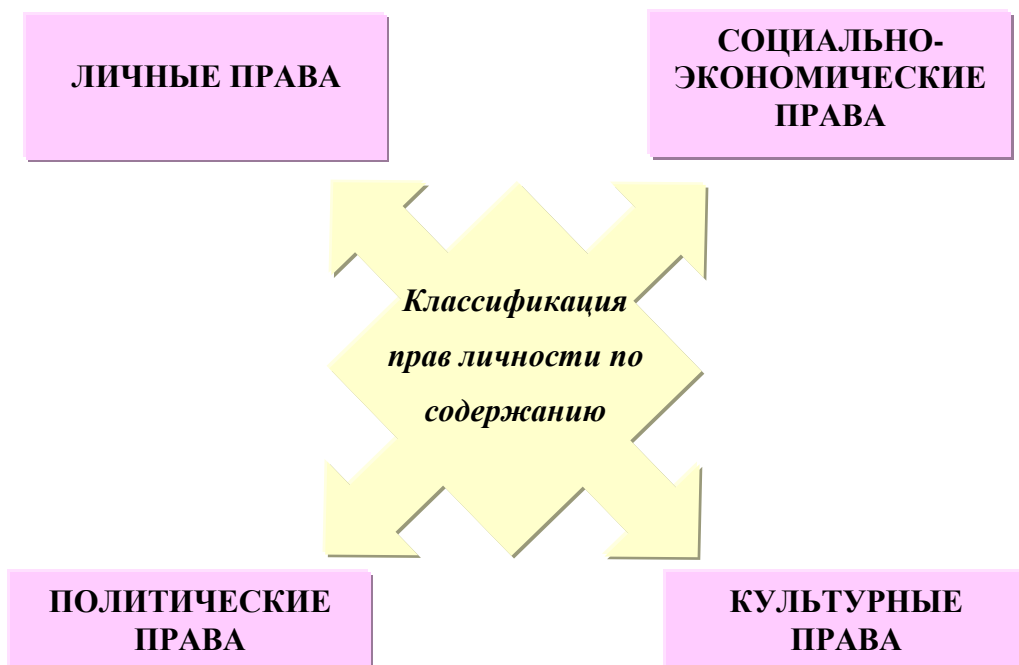 ЛИЧНЫЕ ПРАВА
СОЦИАЛЬНО-
ЭКОНОМИЧЕСКИЕ
ПРАВА
Классификация
прав личности по
содержанию
ПОЛИТИЧЕСКИЕ
ПРАВА
КУЛЬТУРНЫЕ
ПРАВА